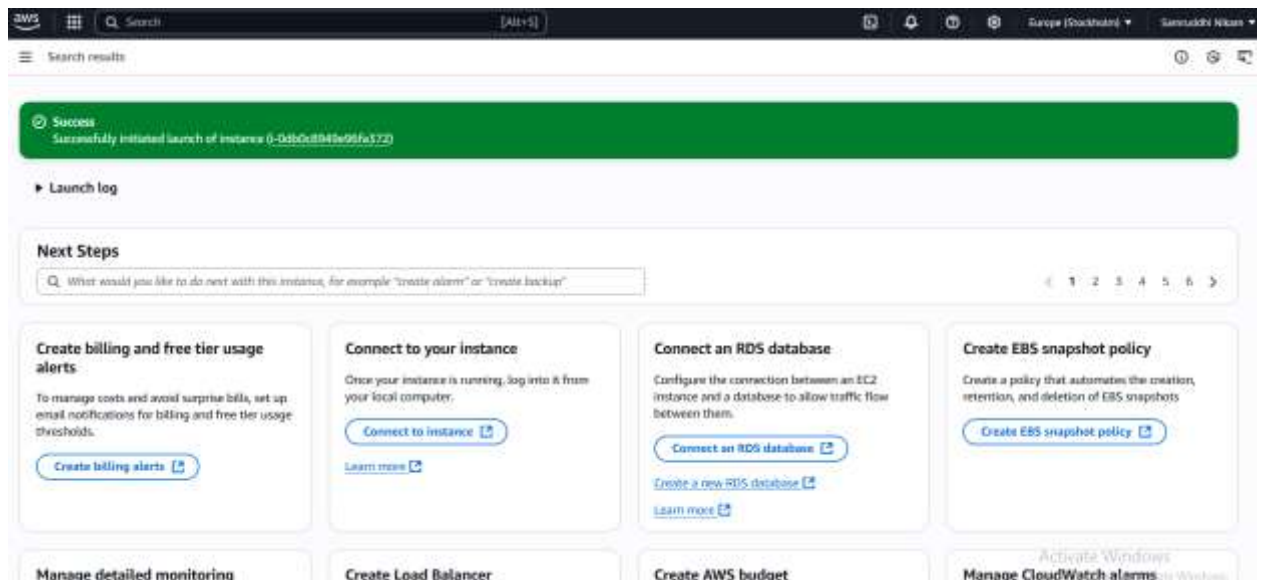 aws
Search [Alt+S] Europe (Stockholm) Samruddhi Nikam
Search results
Success
Successfully initiated launch of instance
Launch log
Next Steps
What would you like to do next with this instance, for example "create alarm" or "create backup"
1 2 3 4 5 6
Create billing and free tier usage
alerts
To manage costs and avoid surprise bills, set up
email notifications for billing and free tier usage
thresholds.
Create billing alerts
Connect to your instance
Once your instance is running, log into it from
your local computer.
Connect to instance
Learn more
Connect an RDS database
Configure the connection between an EC2
instance and a database to allow traffic flow
between them.
Connect an RDS database
Create a new RDS database
Learn more
Create EBS snapshot policy
Create a policy that automates the creation,
retention, and deletion of EBS snapshots
Create EBS snapshot policy
Manage detailed monitoring
Create Load Balancer
Create AWS budget
Manage CloudWatch alarms
Activate Windows